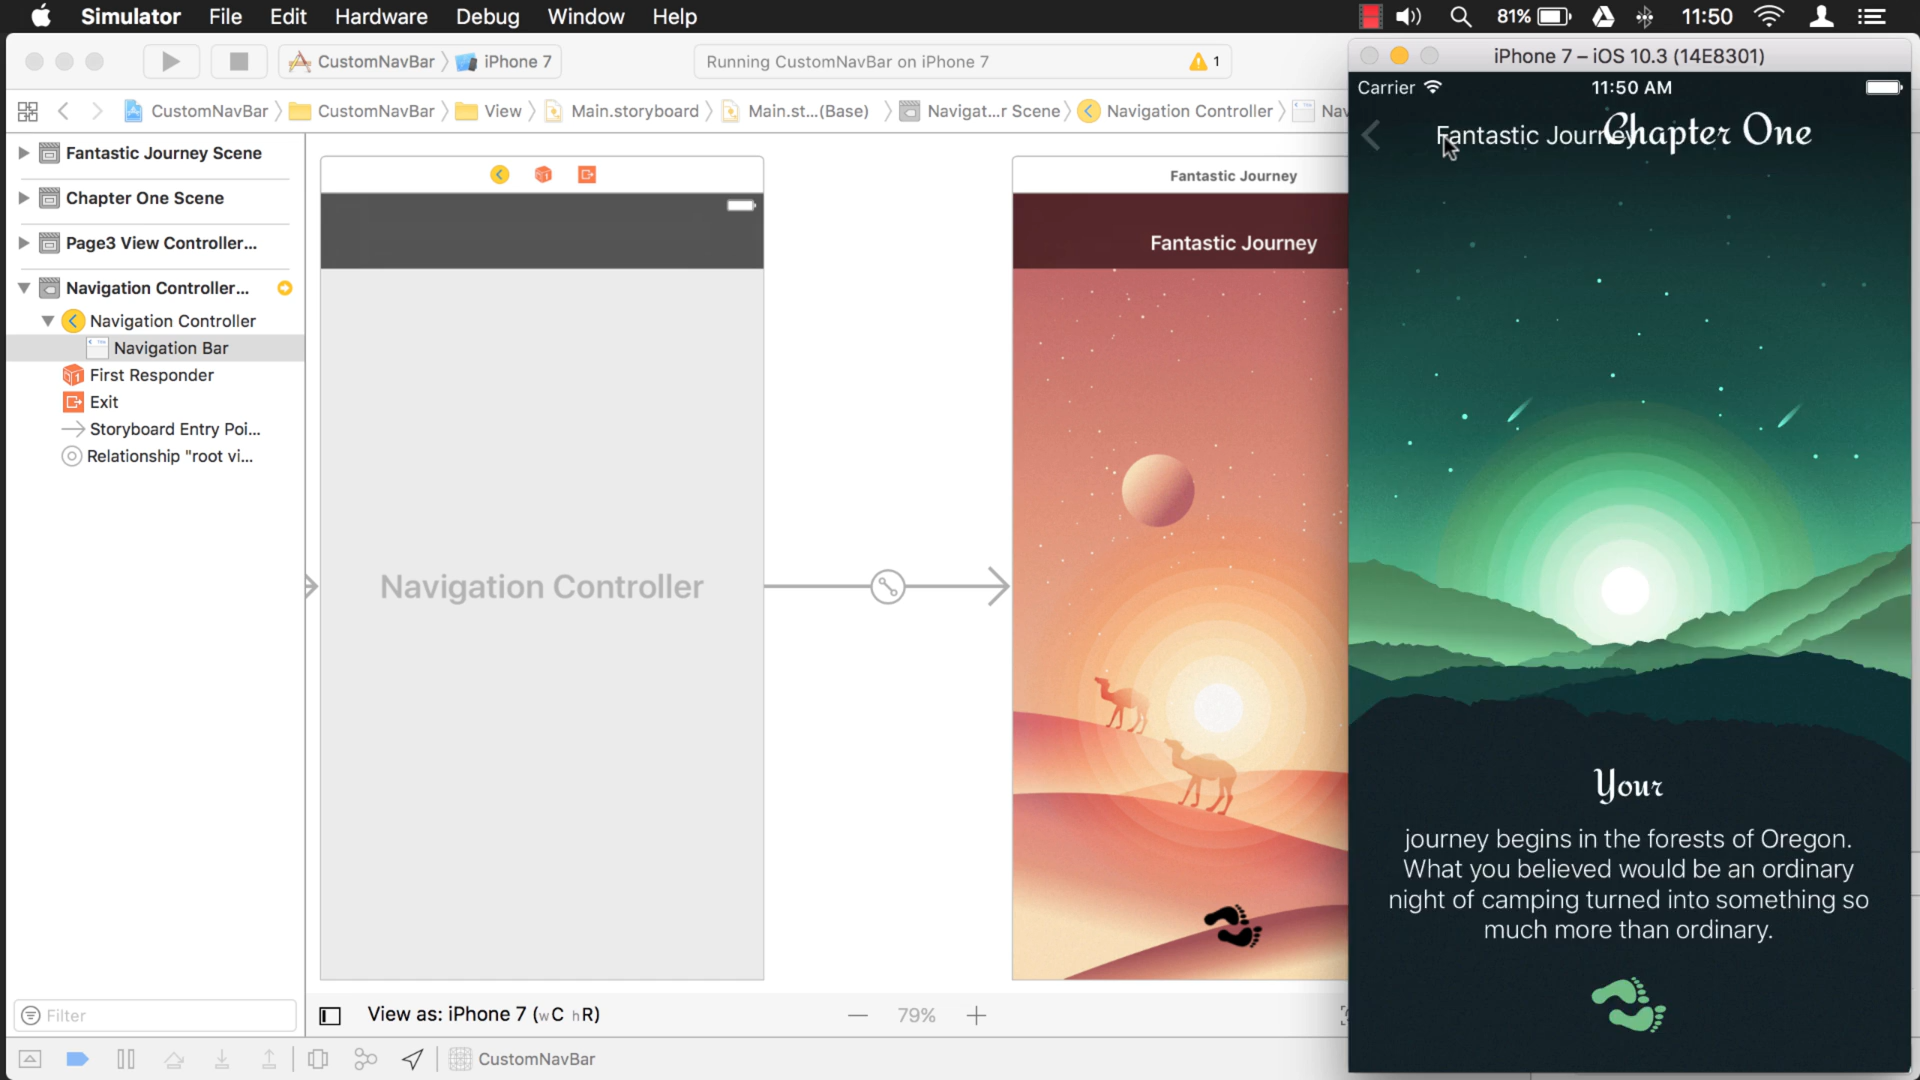 Simulator File Edit Hardware Debug Window Help 81% 11:50
CustomNavBar iPhone 7 Running CustomNavBar on iPhone 7 1
iPhone 7 – iOS 10.3 (14E8301)
CustomNavBar CustomNavBar View Main.storyboard Main.st...(Base) Navigat...r Scene Navigation Controller Nav
Fantastic Journey Scene
Chapter One Scene
Page3 View Controller...
Navigation Controller...
Navigation Controller
Navigation Bar
First Responder
Exit
Storyboard Entry Poi...
Relationship "root vi...
Filter
Navigation Controller
Fantastic Journey
Fantastic Journey
View as: iPhone 7 (wC hR)
79%
CustomNavBar
Carrier 11:50 AM
Fantastic Journey Chapter One
Your
journey begins in the forests of Oregon.
What you believed would be an ordinary
night of camping turned into something so
much more than ordinary.